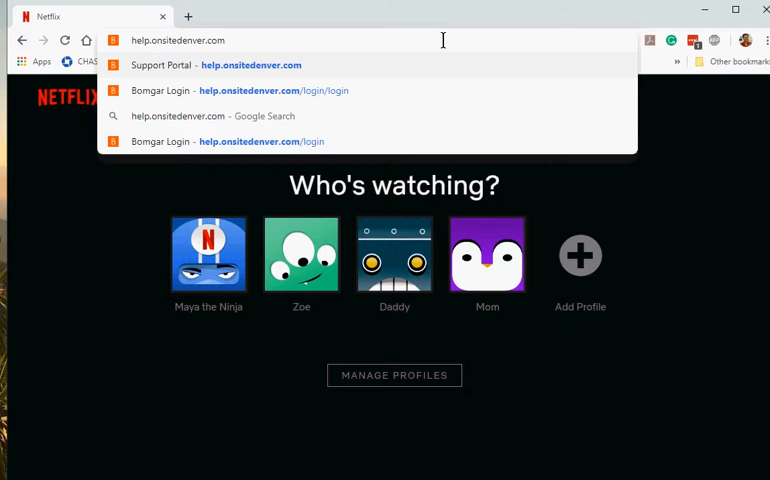 Netflix
help.onsitedenver.com
Apps
CHAS
Support Portal - help.onsitedenver.com
Other bookmarks
Bomgar Login - help.onsitedenver.com/login/login
NETFLIX
help.onsitedenver.com - Google Search
Bomgar Login - help.onsitedenver.com/login
Who's watching?
N
Maya the Ninja
Zoe
Daddy
Mom
Add Profile
MANAGE PROFILES